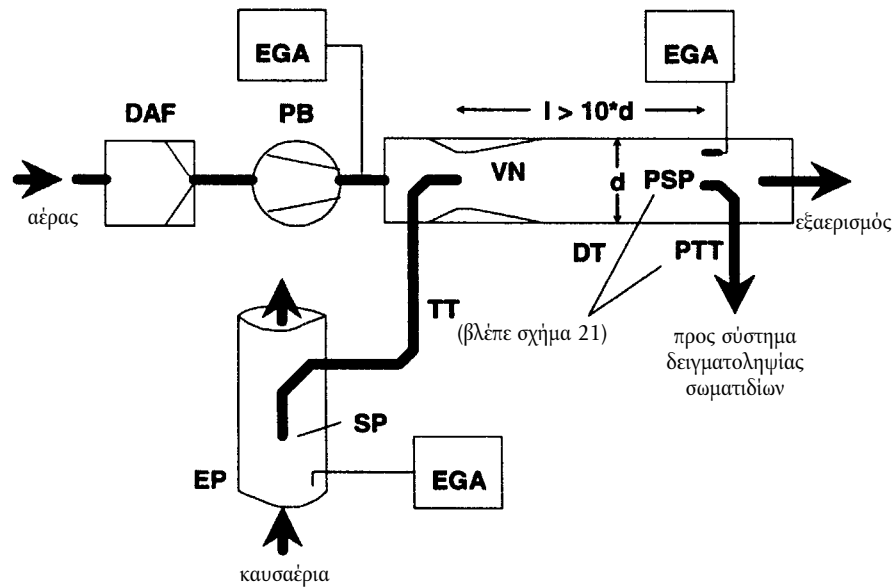 EGA
EGA
DAF
PB
l > 10*d
VN
d
PSP
αέρας
εξαερισμός
DT
PTT
TT
(βλέπε σχήμα 21)
προς σύστημα
δειγματοληψίας
σωματιδίων
SP
EP
EGA
καυσαέρια